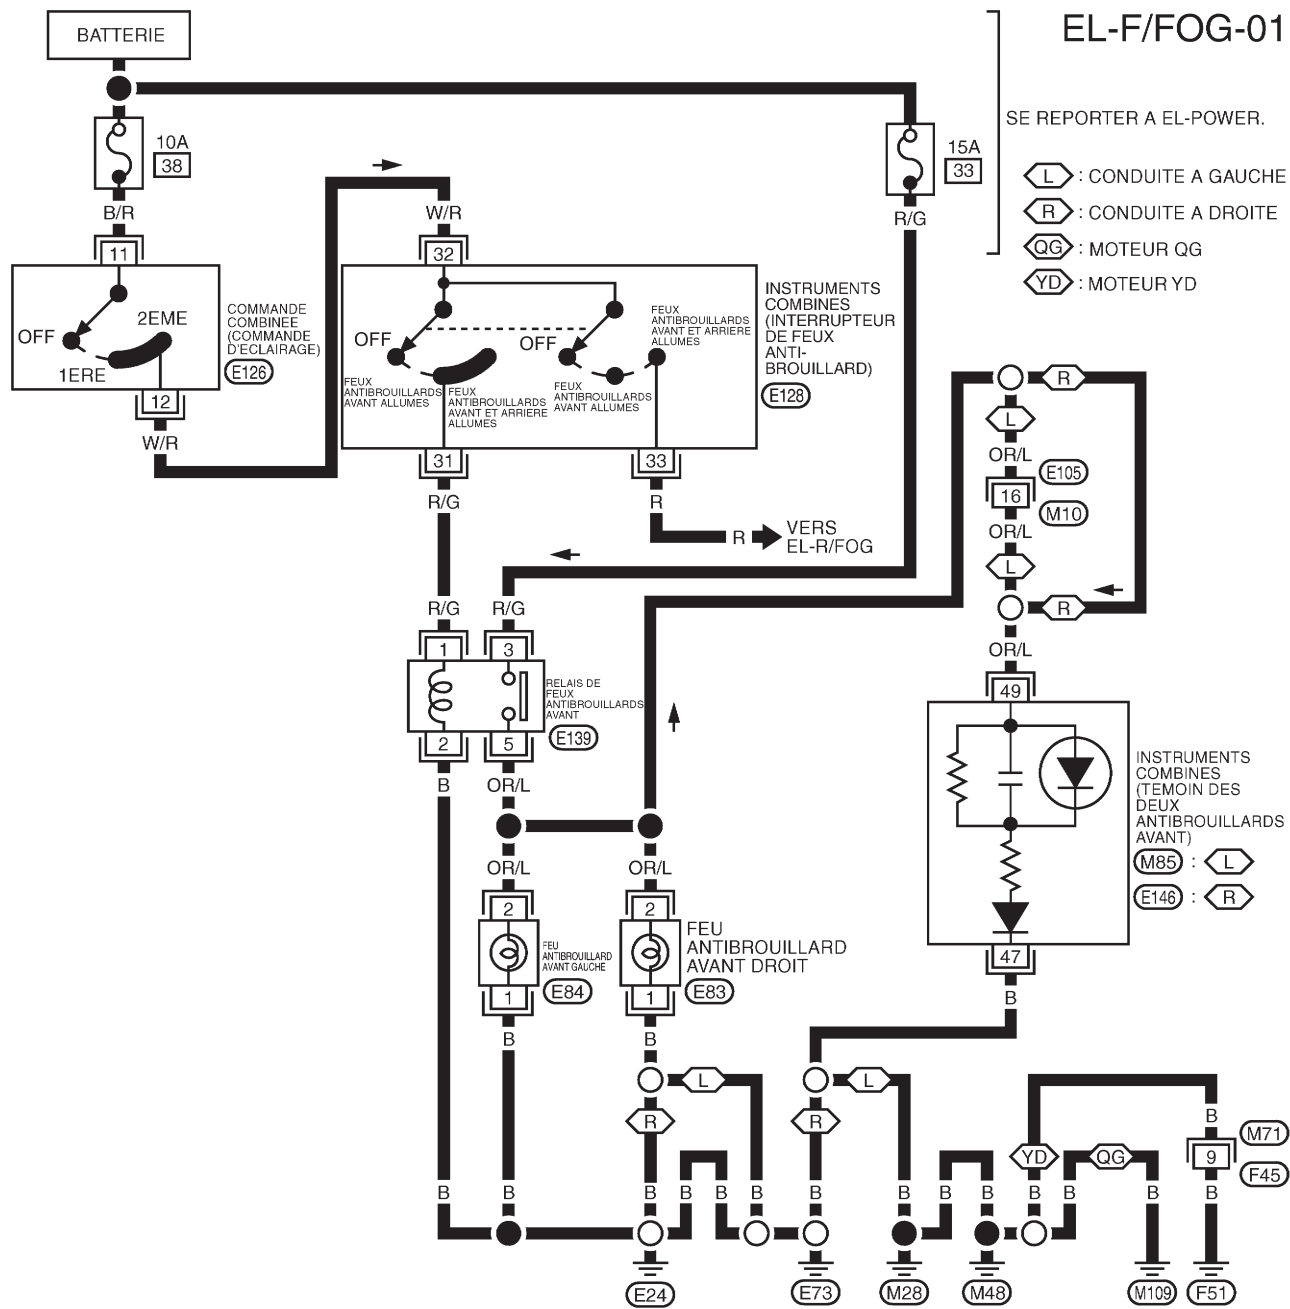 EL-F/FOG-01
BATTERIE
SE REPORTER A EL-POWER.
10A
38
15A
33
L : CONDUITE A GAUCHE
R : CONDUITE A DROITE
QG : MOTEUR QG
YD : MOTEUR YD
B/R
W/R
R/G
11
32
OFF
2EME
1ERE
COMMANDE
COMBINEE
(COMMANDE
D'ECLAIRAGE)
E126
12
W/R
OFF
OFF
FEUX
ANTIBROUILLARDS
AVANT ET ARRIERE
ALLUMES
FEUX
ANTIBROUILLARDS
AVANT ALLUMES
FEUX
ANTIBROUILLARDS
AVANT ET ARRIERE
ALLUMES
FEUX
ANTIBROUILLARDS
AVANT ALLUMES
INSTRUMENTS
COMBINES
(INTERRUPTEUR
DE FEUX
ANTI-
BROUILLARD)
E128
31
33
R/G
R
R
VERS
EL-R/FOG
R
L
OR/L
E105
16
M10
OR/L
L
R
OR/L
49
R/G
R/G
1
3
RELAIS DE
FEUX
ANTIBROUILLARDS
AVANT
E139
2
5
B
OR/L
INSTRUMENTS
COMBINES
(TEMOIN DES
DEUX
ANTIBROUILLARDS
AVANT)
M85 : L
E146 : R
47
B
OR/L
OR/L
2
2
FEU
ANTIBROUILLARD
AVANT GAUCHE
E84
FEU
ANTIBROUILLARD
AVANT DROIT
E83
1
1
B
B
L
L
R
R
B
M71
YD
QG
9
F45
B
B
B
B
B
B
B
B
B
B
B
B
B
E24
E73
M28
M48
M109
F51